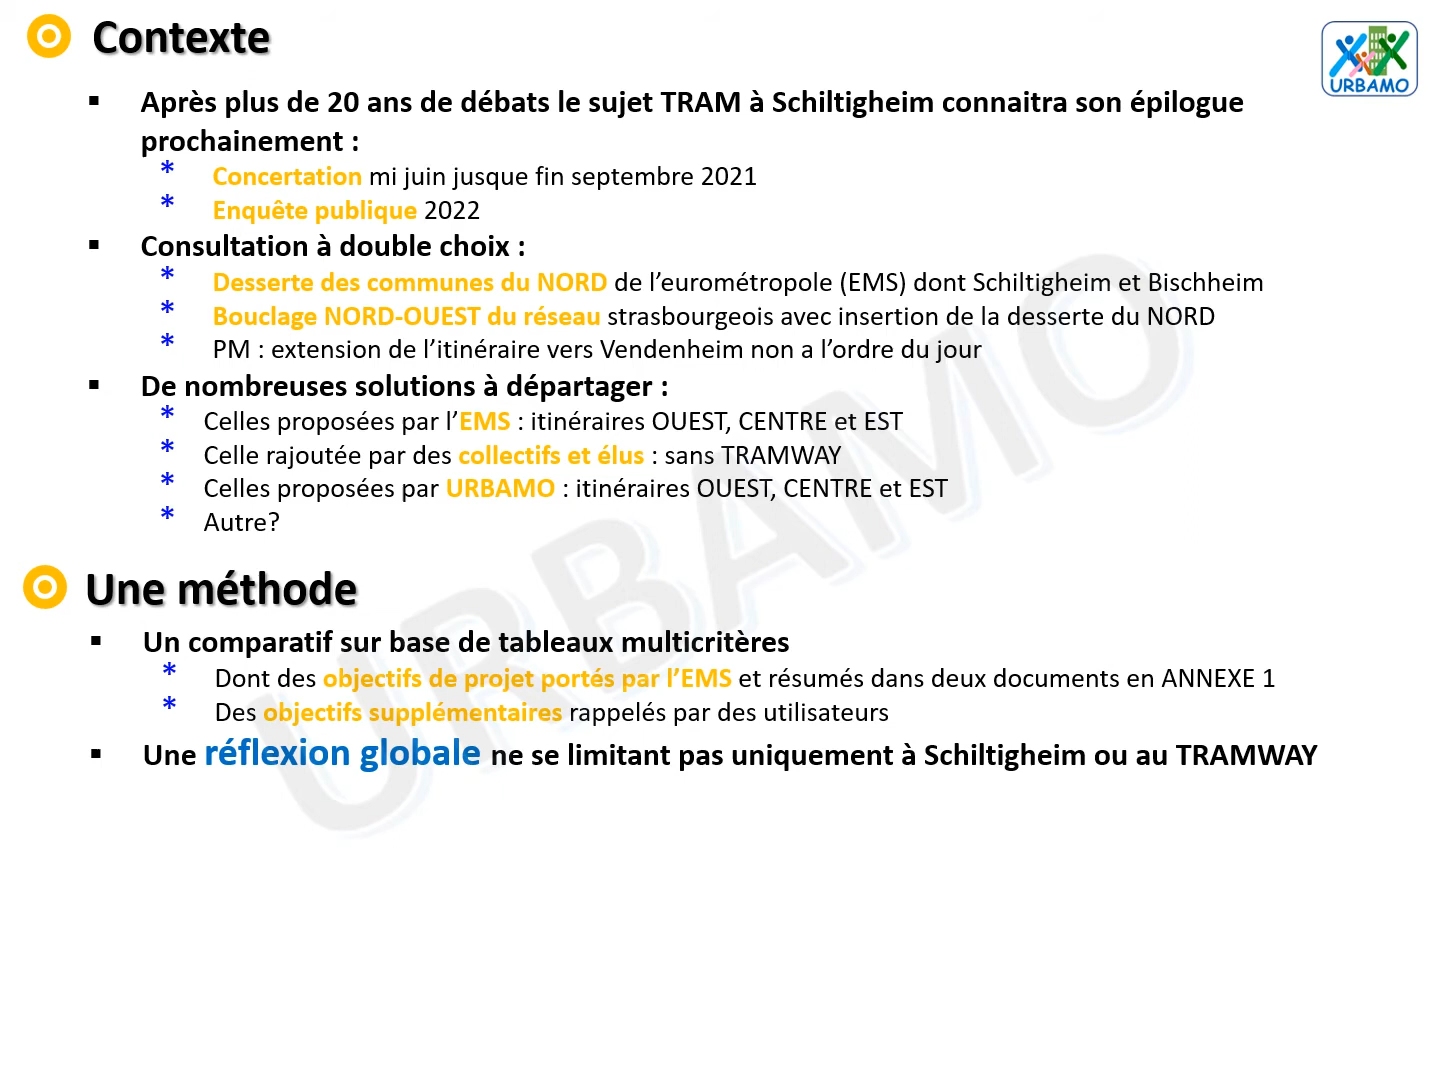 Contexte
URBAMO
Après plus de 20 ans de débats le sujet TRAM à Schiltigheim connaitra son épilogue
prochainement :
* Concertation mi juin jusque fin septembre 2021
* Enquête publique 2022
Consultation à double choix :
* Desserte des communes du NORD de l’eurométropole (EMS) dont Schiltigheim et Bischheim
* Bouclage NORD-OUEST du réseau strasbourgeois avec insertion de la desserte du NORD
* PM : extension de l’itinéraire vers Vendenheim non a l’ordre du jour
De nombreuses solutions à départager :
* Celles proposées par l’EMS : itinéraires OUEST, CENTRE et EST
* Celle rajoutée par des collectifs et élus : sans TRAMWAY
* Celles proposées par URBAMO : itinéraires OUEST, CENTRE et EST
* Autre?
URBAMO
Une méthode
Un comparatif sur base de tableaux multicritères
* Dont des objectifs de projet portés par l’EMS et résumés dans deux documents en ANNEXE 1
* Des objectifs supplémentaires rappelés par des utilisateurs
Une réflexion globale ne se limitant pas uniquement à Schiltigheim ou au TRAMWAY